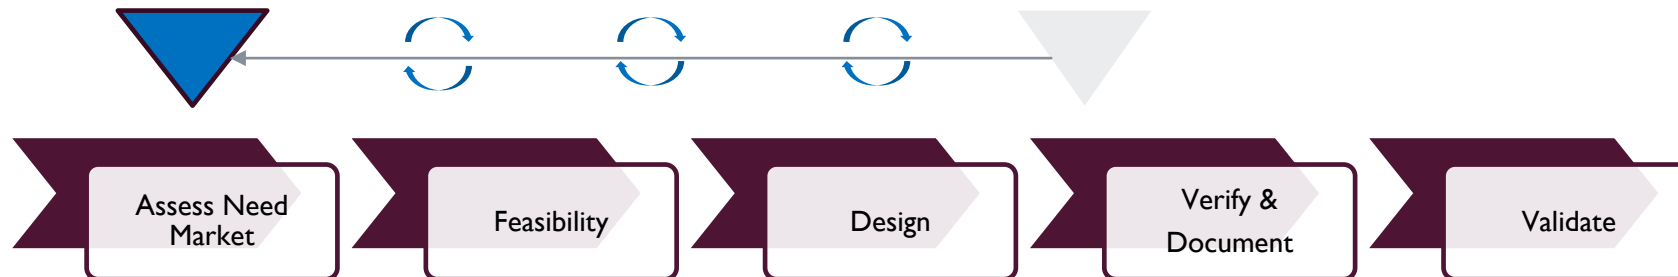 Assess Need
Market
Feasibility
Design
Verify &
Document
Validate